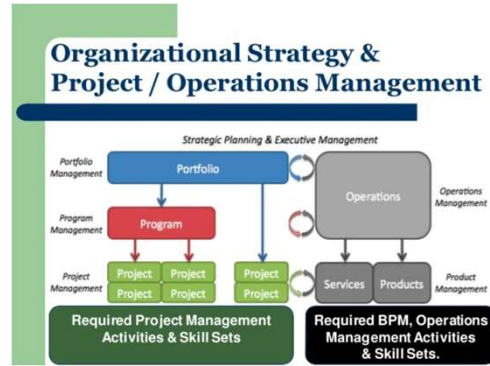 Organizational Strategy &
Project / Operations Management
Strategic Planning & Executive Management
Portfolio
Management
Portfolio
Operations
Operations
Management
Program
Management
Program
Project
Management
Project Project
Project Project
Project
Project
Services
Products
Product
Management
Required Project Management
Activities & Skill Sets
Required BPM, Operations
Management Activities
& Skill Sets.